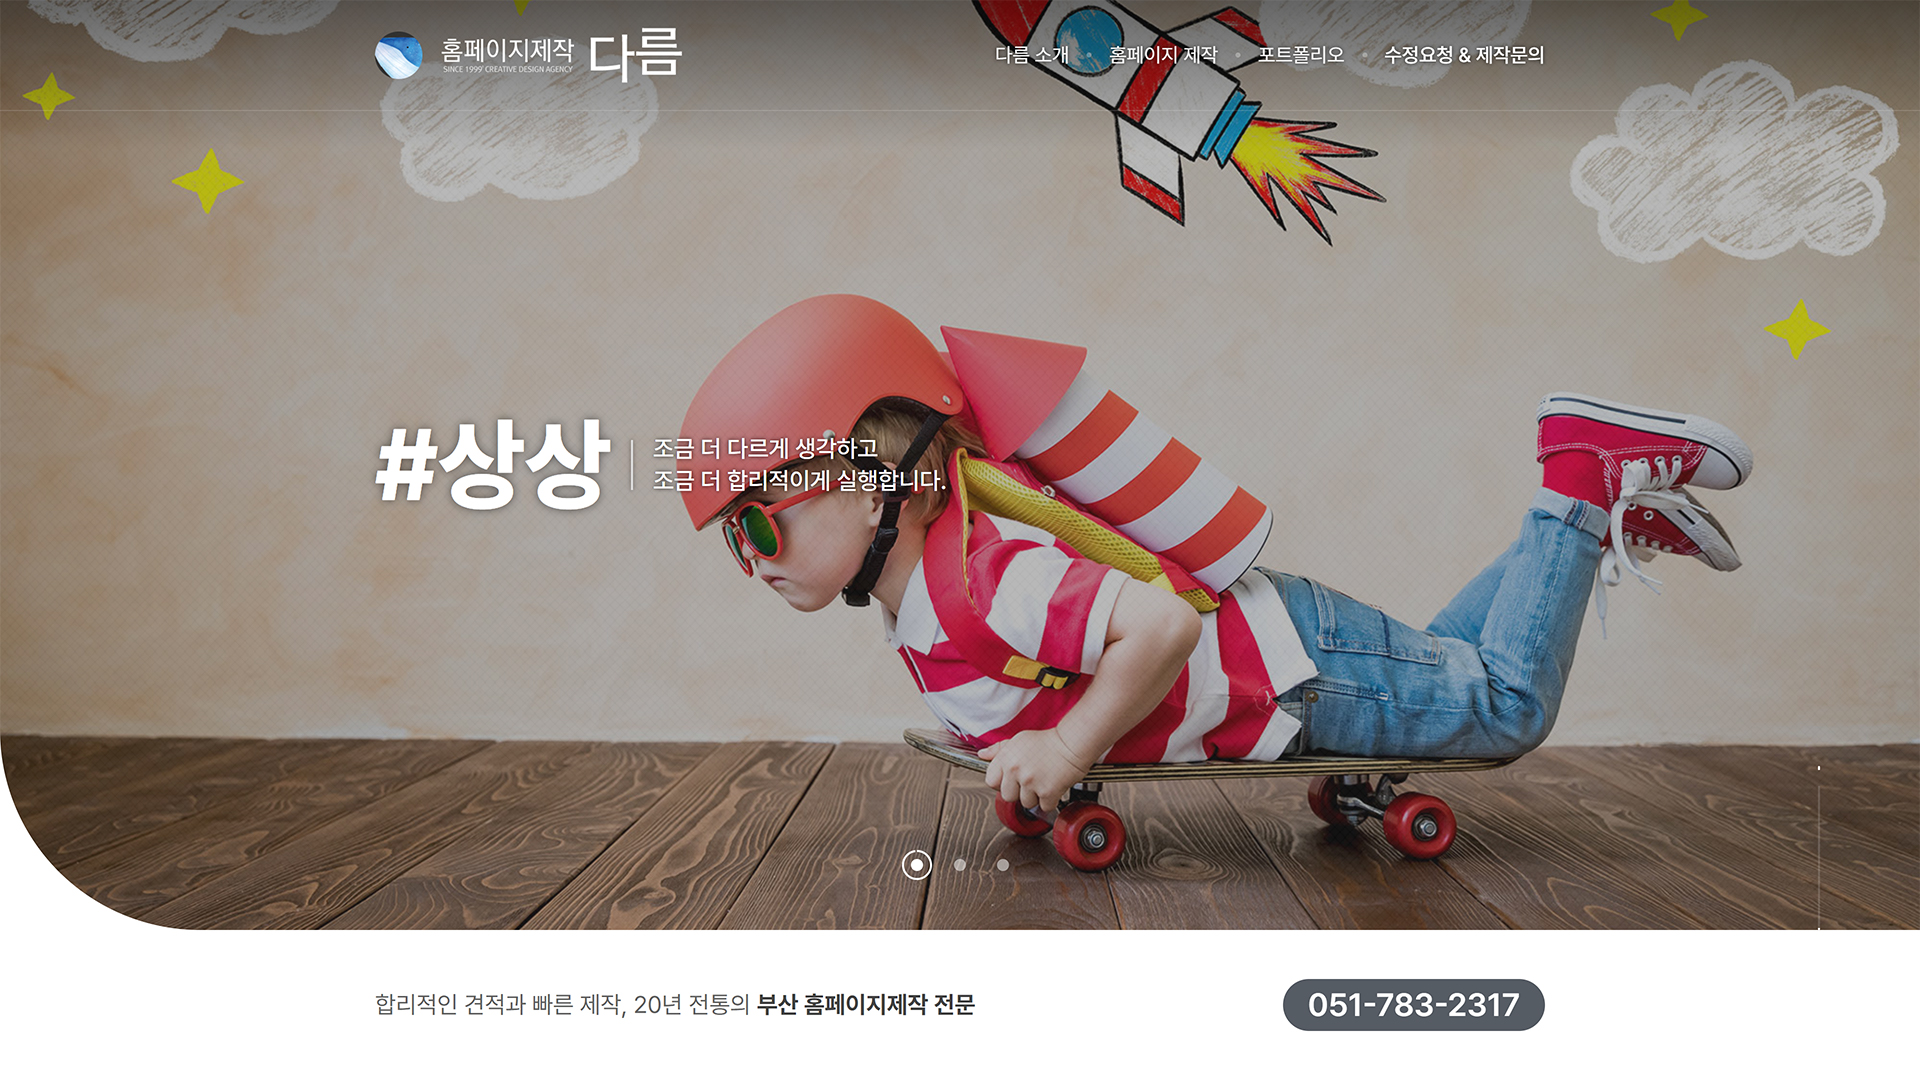 홈페이지제작 다름
SINCE 1999' CREATIVE DESIGN AGENCY
다름 소개
홈페이지 제작
포트폴리오
수정요청 & 제작문의
#상상
조금 더 다르게 생각하고
조금 더 합리적이게 실행합니다.
합리적인 견적과 빠른 제작, 20년 전통의 부산 홈페이지제작 전문
051-783-2317